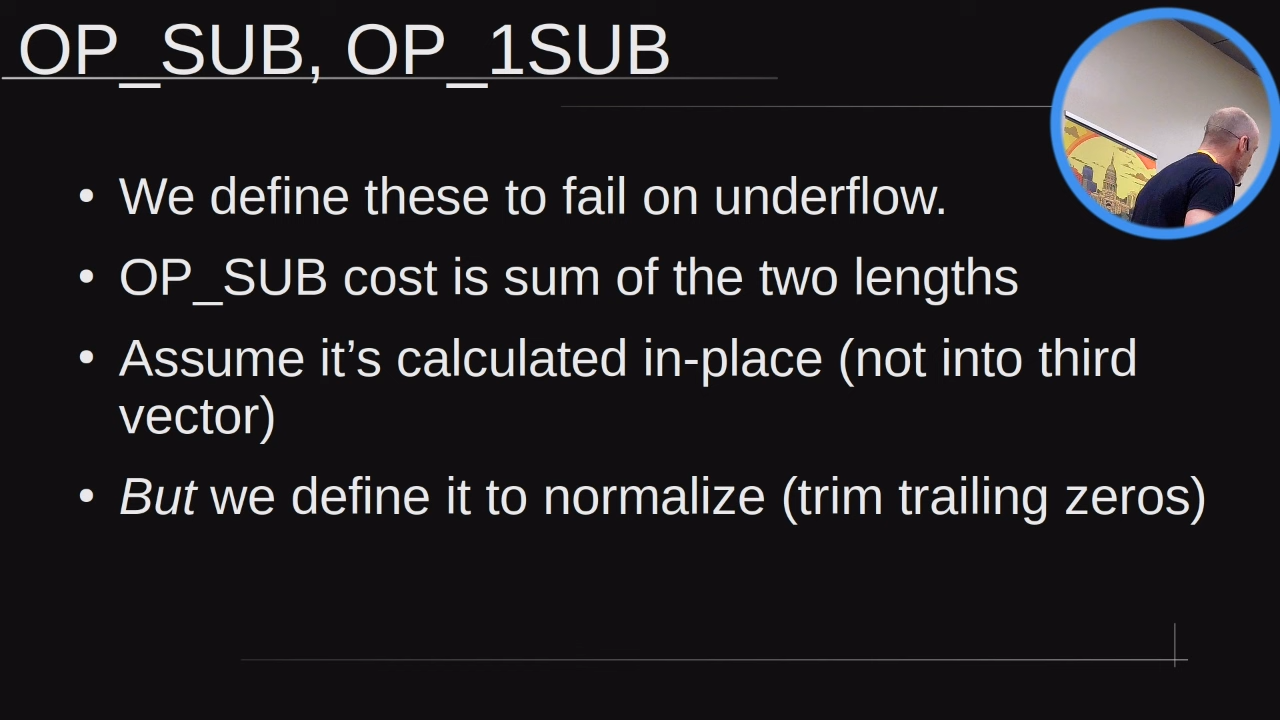 OP_SUB, OP_1SUB
• We define these to fail on underflow.
• OP_SUB cost is sum of the two lengths
• Assume it’s calculated in-place (not into third
vector)
• But we define it to normalize (trim trailing zeros)